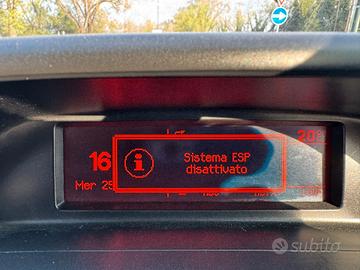 20°
16
Sistema ESP
disattivato
Mer 25
subito